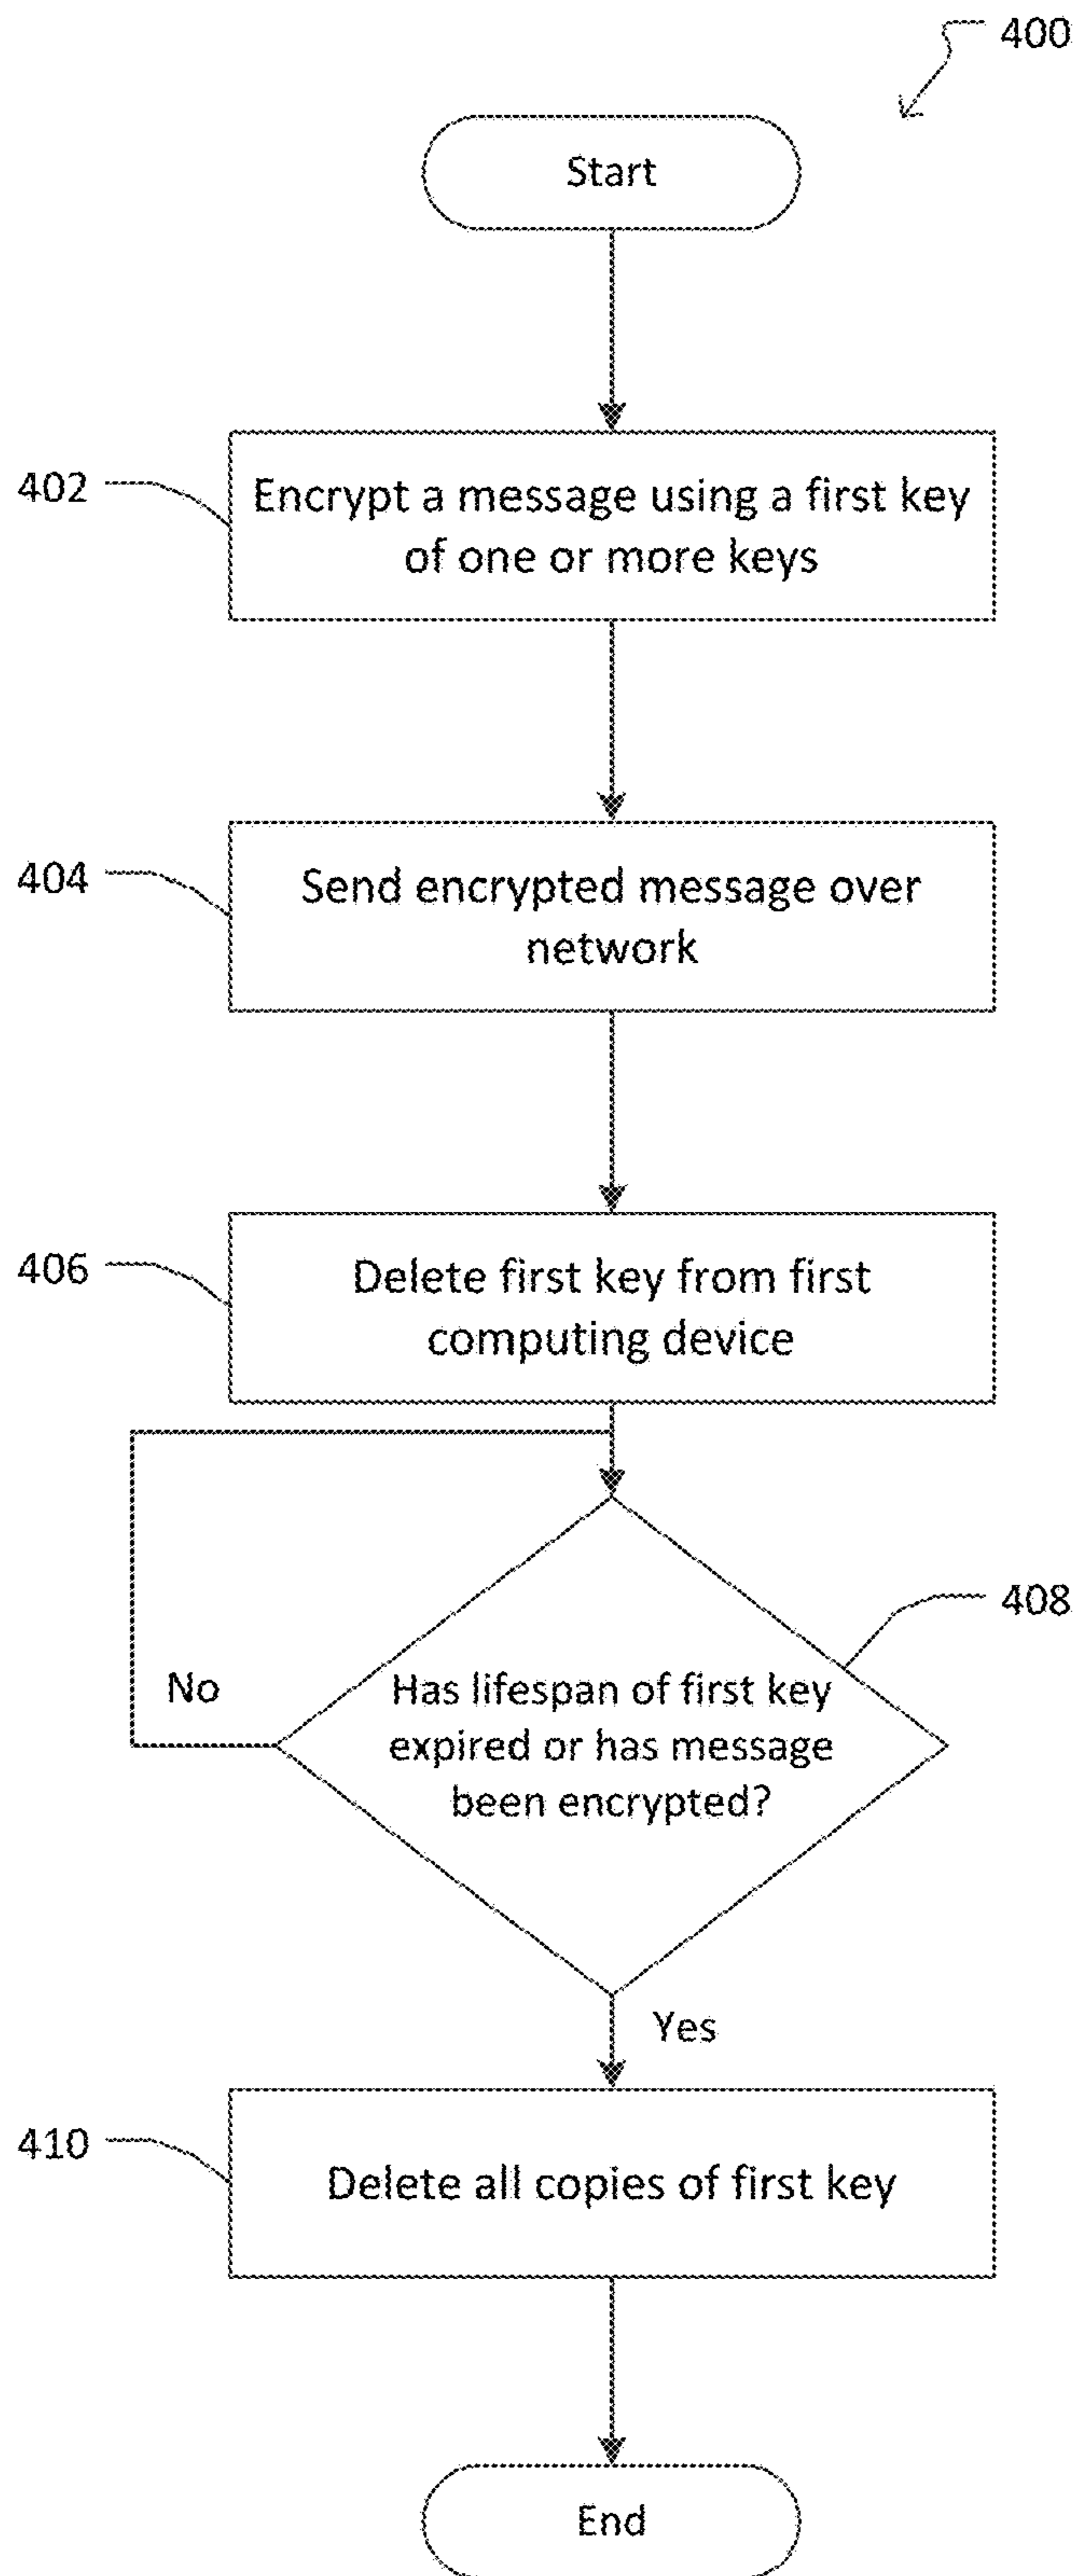 400
Start
402
Encrypt a message using a first key
of one or more keys
404
Send encrypted message over
network
406
Delete first key from first
computing device
408
No
Has lifespan of first key
expired or has message
been encrypted?
Yes
410
Delete all copies of first key
End